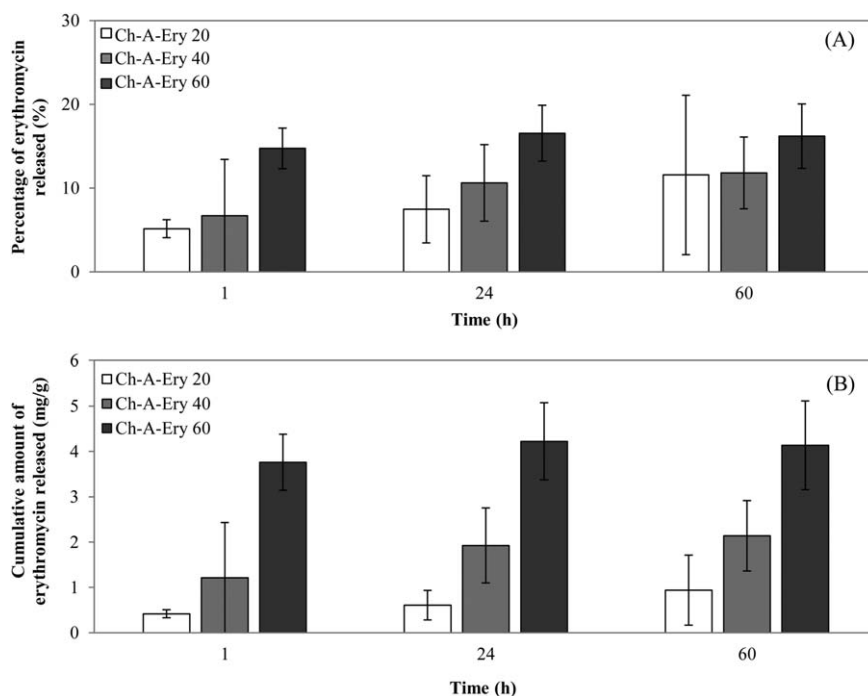 Percentage of erythromycin
released (%)
30
20
10
0
Ch-A-Ery 20
Ch-A-Ery 40
Ch-A-Ery 60
(A)
1
24
60
Time (h)
Cumulative amount of
erythromycin released (mg/g)
6
5
4
3
2
1
0
Ch-A-Ery 20
Ch-A-Ery 40
Ch-A-Ery 60
(B)
1
24
60
Time (h)